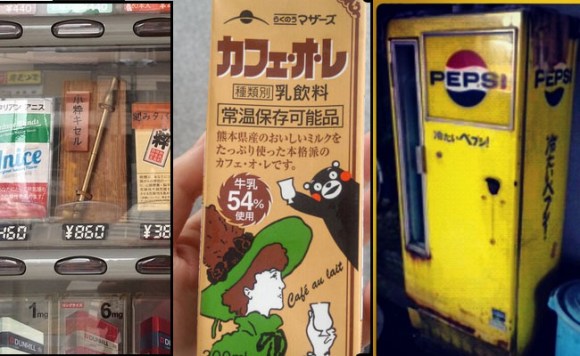 ¥440
小粋キセル
アニス
nice
粋
¥460
¥850
¥38
1mg
6mg
DUNHILL
らくのうマザーズ
カフェ・オ・レ
種類別 乳飲料
常温保存可能品
熊本県産のおいしいミルクを
たっぷり使った本格派の
カフェ・オ・レです。
牛乳
54%
使用
Café au lait
200ml
PEPSI
PEPSI
冷たいペプシ!
冷たいペプシ!